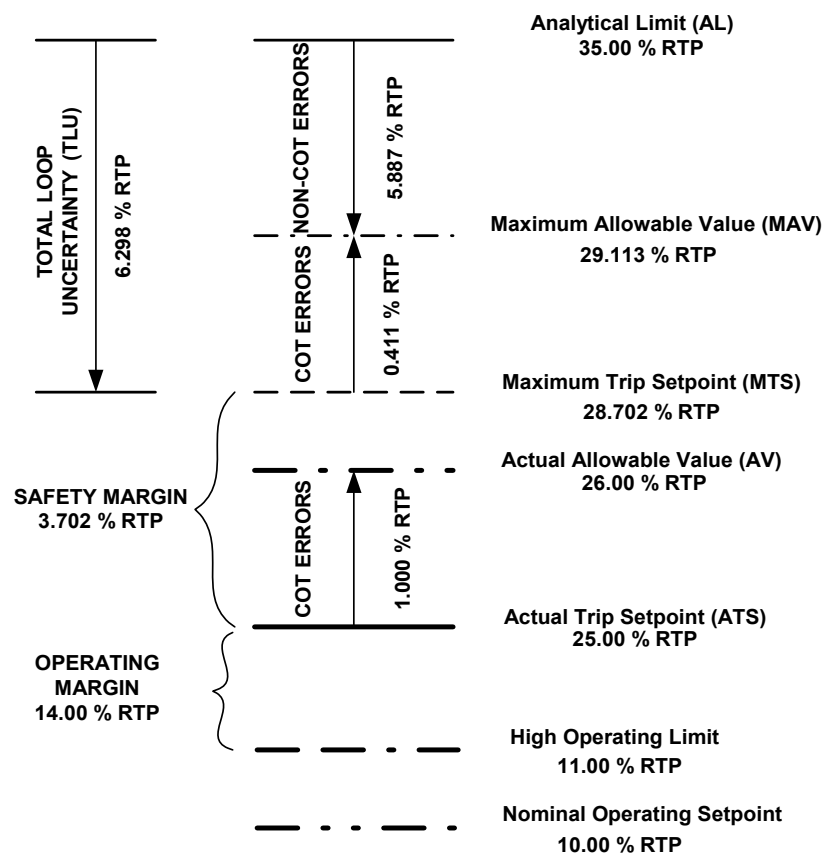 Analytical Limit (AL)
35.00 % RTP
TOTAL LOOP
UNCERTAINTY (TLU)
6.298 % RTP
NON-COT ERRORS
5.887 % RTP
Maximum Allowable Value (MAV)
29.113 % RTP
COT ERRORS
0.411 % RTP
Maximum Trip Setpoint (MTS)
28.702 % RTP
Actual Allowable Value (AV)
26.00 % RTP
SAFETY MARGIN
3.702 % RTP
COT ERRORS
1.000 % RTP
Actual Trip Setpoint (ATS)
25.00 % RTP
OPERATING
MARGIN
14.00 % RTP
High Operating Limit
11.00 % RTP
Nominal Operating Setpoint
10.00 % RTP